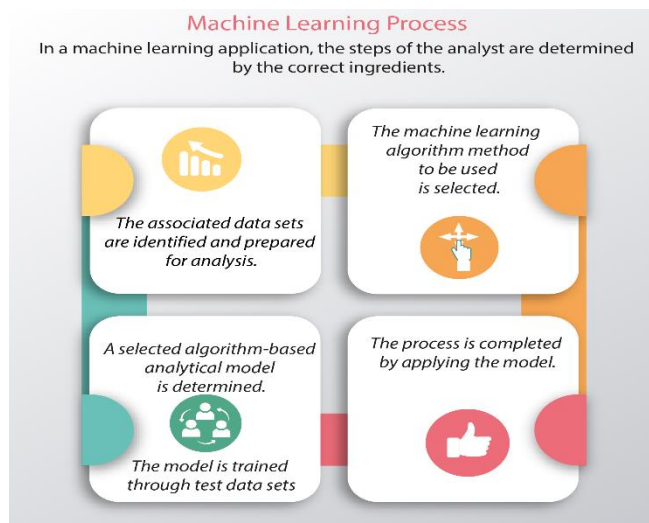 Machine Learning Process
In a machine learning application, the steps of the analyst are determined
by the correct ingredients.
The associated data sets
are identified and prepared
for analysis.
The machine learning
algorithm method
to be used
is selected.
A selected algorithm-based
analytical model
is determined.
The model is trained
through test data sets
The process is completed
by applying the model.